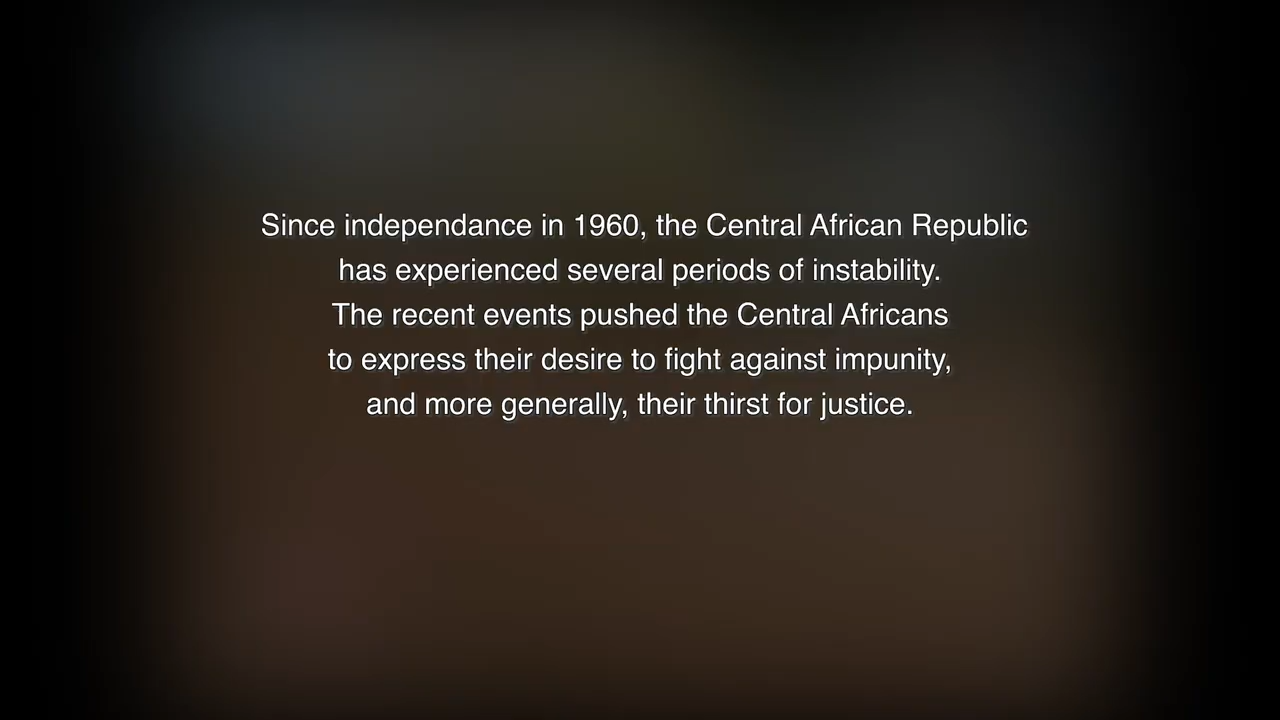 Since independance in 1960, the Central African Republic
has experienced several periods of instability.
The recent events pushed the Central Africans
to express their desire to fight against impunity,
and more generally, their thirst for justice.